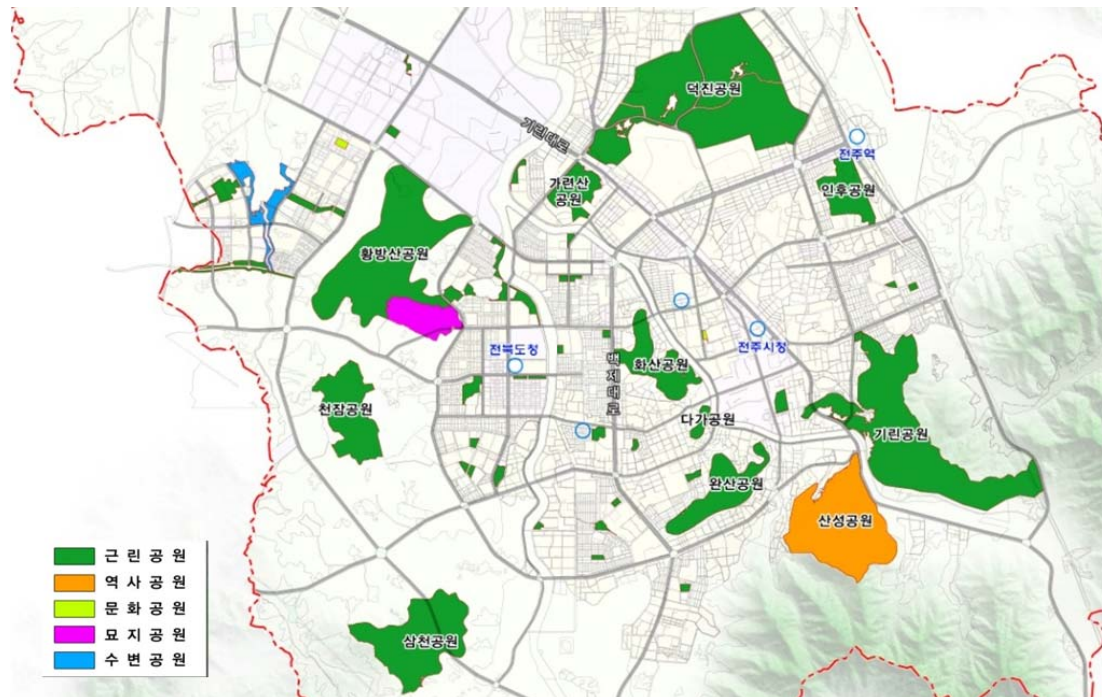 덕진공원
기린대로
전주역
가련산
공원
인후공원
황방산공원
전북도청
백제대로
화산공원
전주시청
천잠공원
다가공원
기린공원
완산공원
산성공원
삼천공원
근린공원
역사공원
문화공원
묘지공원
수변공원